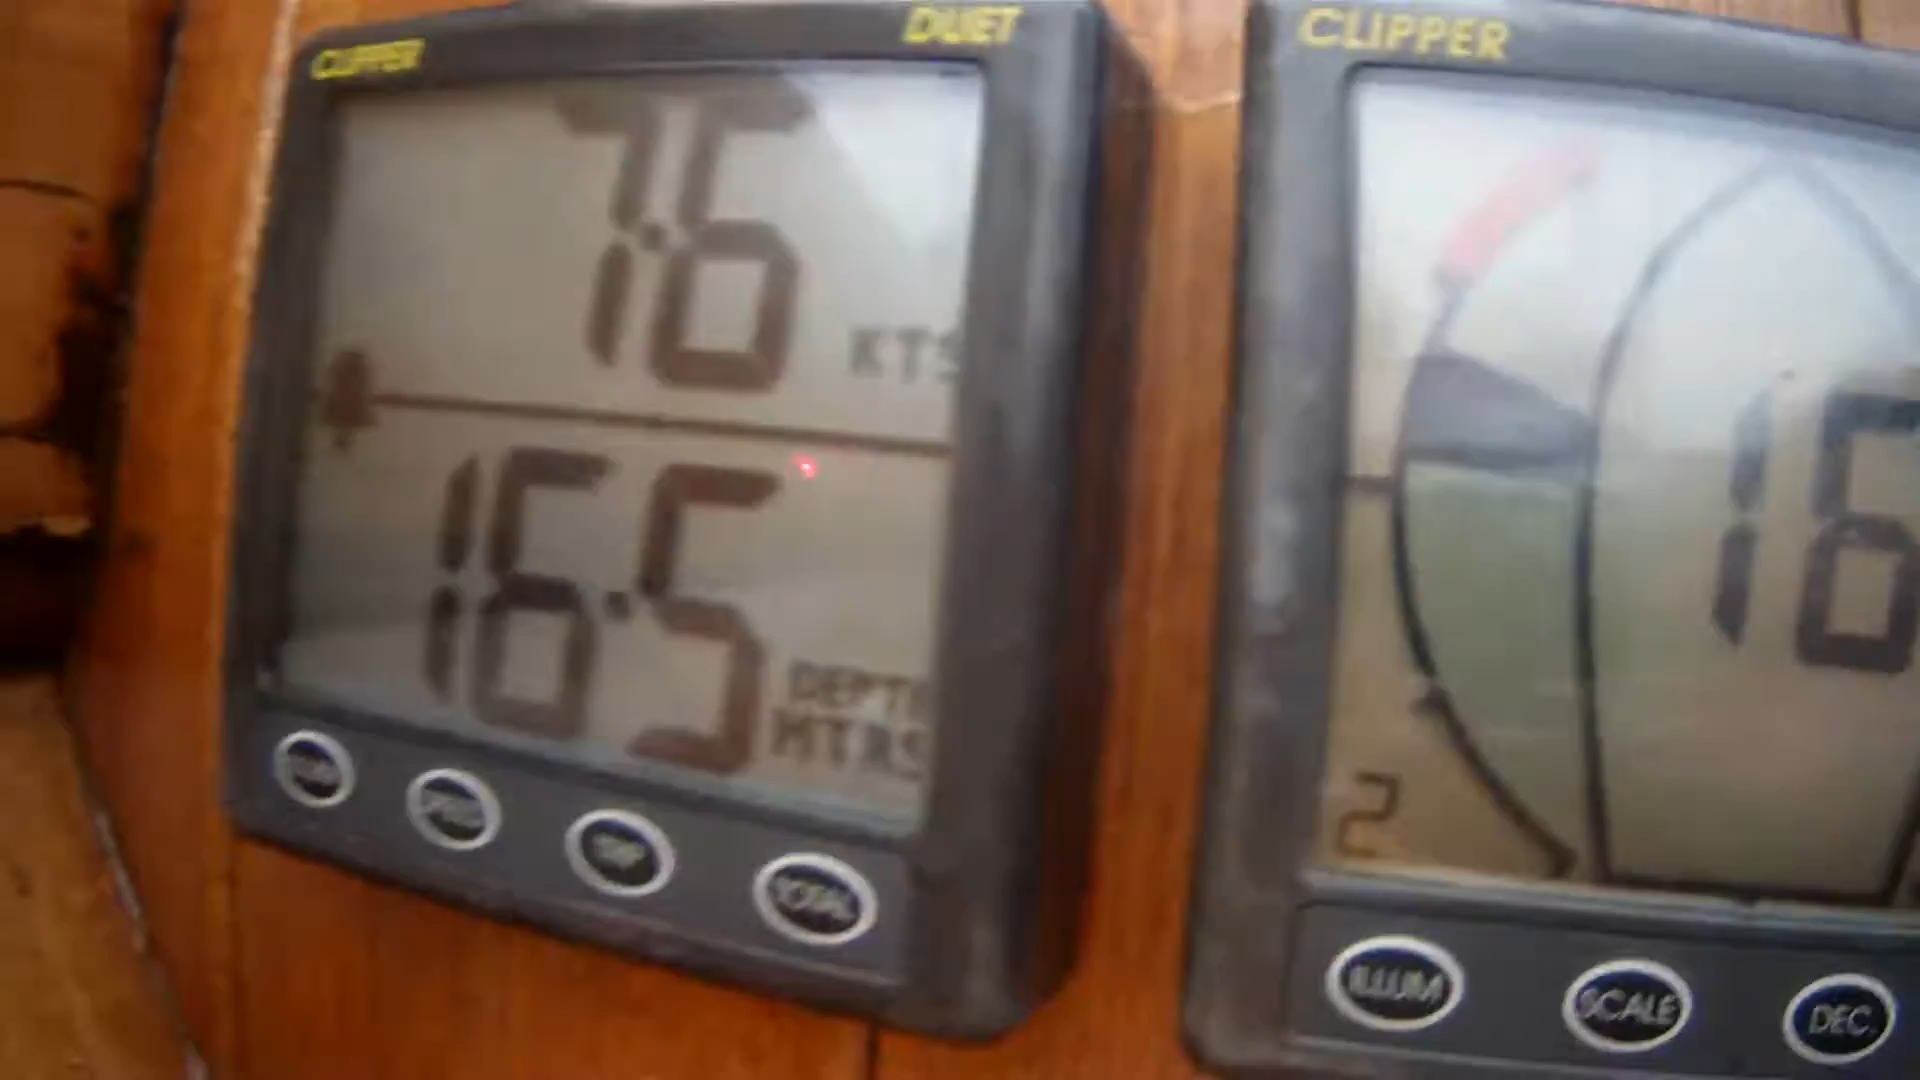 CLIPPER DUET
7.6
KTS
16.5
DEPTH
MTRS
TOTAL
CLIPPER
16
2
ILLUM SCALE DEC